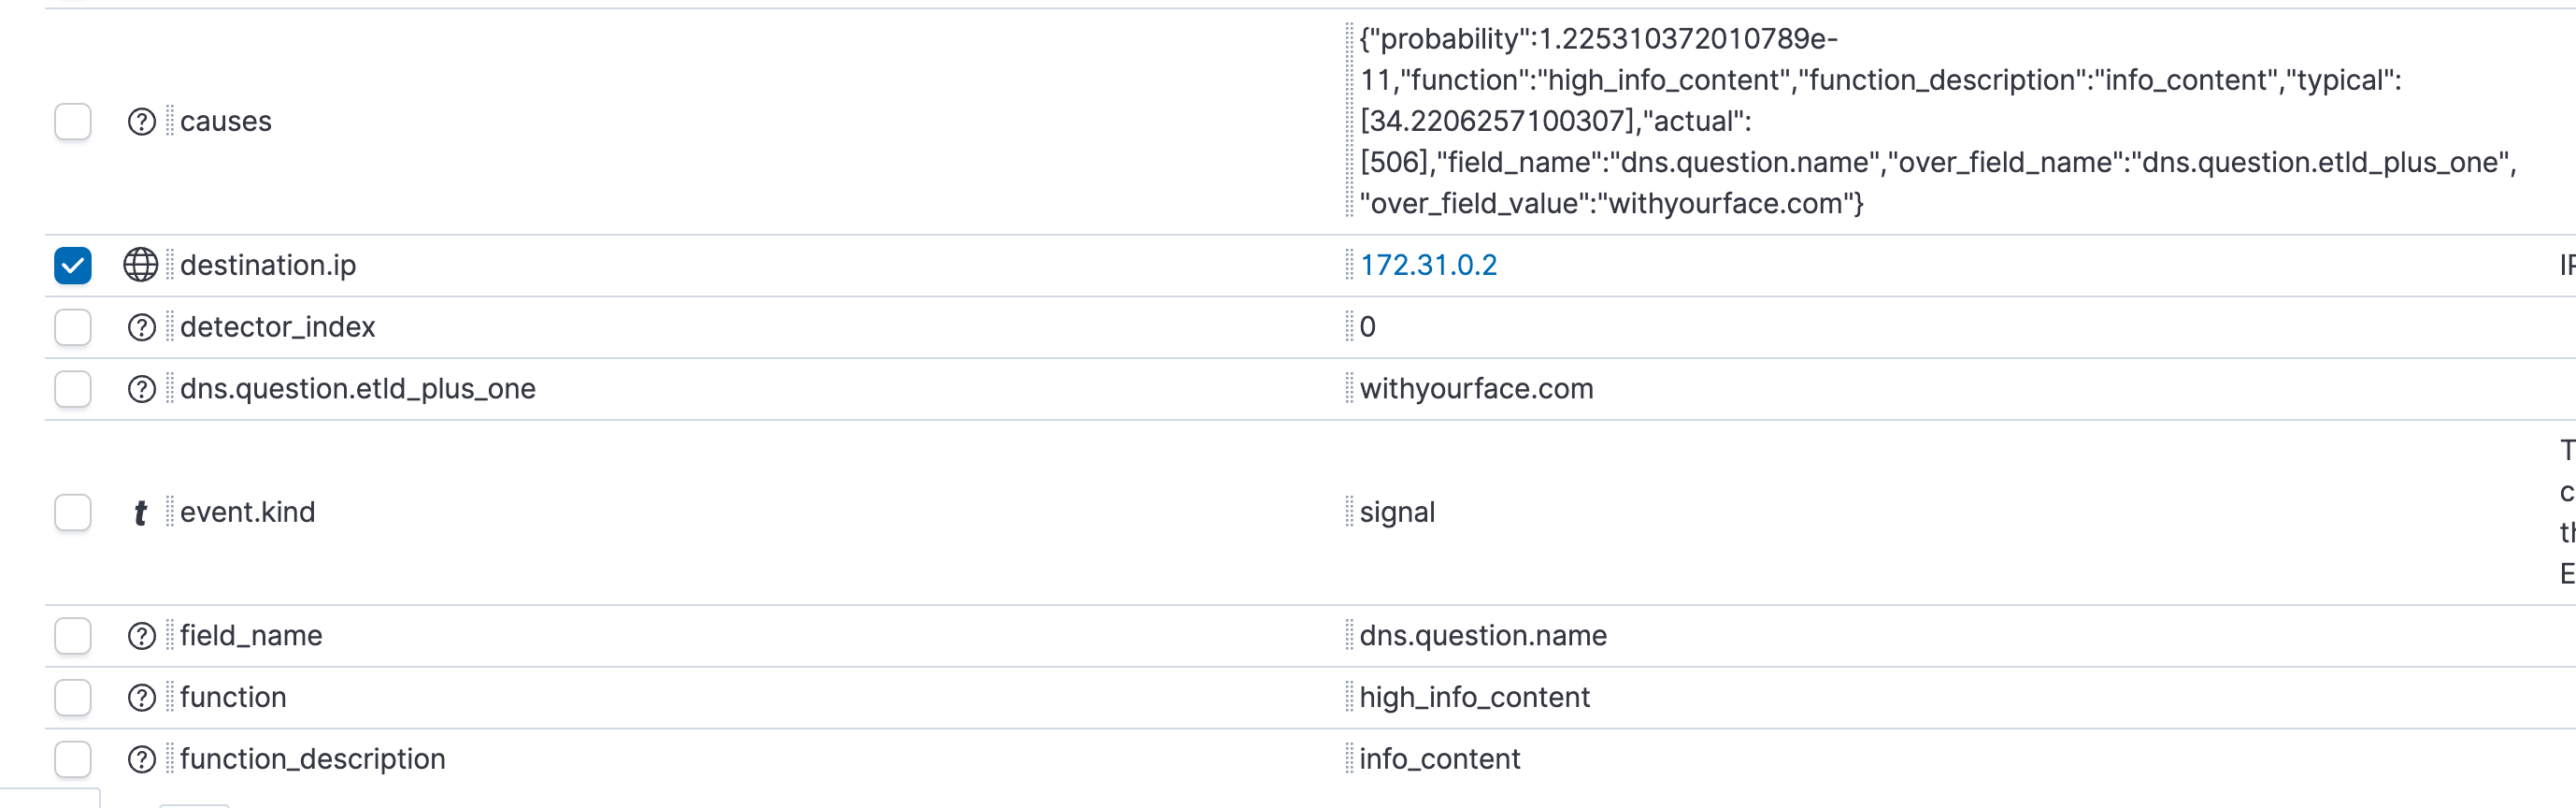 causes
{"probability":1.225310372010789e-
11,"function":"high_info_content","function_description":"info_content","typical":
[34.2206257100307],"actual":
[506],"field_name":"dns.question.name","over_field_name":"dns.question.etld_plus_one",
"over_field_value":"withyourface.com"}
destination.ip 172.31.0.2
detector_index 0
dns.question.etld_plus_one withyourface.com
t event.kind signal
field_name dns.question.name
function high_info_content
function_description info_content